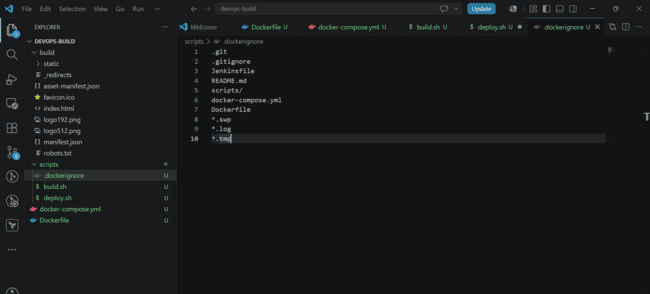 File Edit Selection View Go Run ···
devops-build
Update
EXPLORER ···
Welcome
Dockerfile U
docker-compose.yml U
build.sh U
deploy.sh U
.dockerignore U
DEVOPS-BUILD
scripts > .dockerignore
build
static
_redirects
asset-manifest.json
favicon.ico
index.html
logo192.png
logo512.png
manifest.json
robots.txt
scripts
.dockerignore U
build.sh U
deploy.sh U
docker-compose.yml U
Dockerfile U
1 .git
2 .gitignore
3 Jenkinsfile
4 README.md
5 scripts/
6 docker-compose.yml
7 Dockerfile
8 *.swp
9 *.log
10 *.tmp